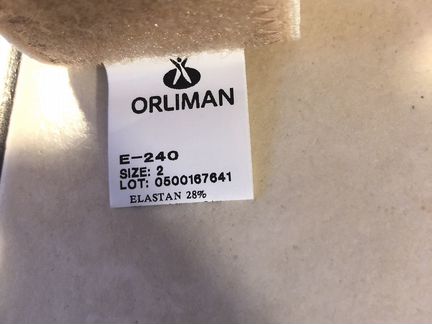 ORLIMAN
E-240
SIZE: 2
LOT: 0500167641
ELASTAN 28%